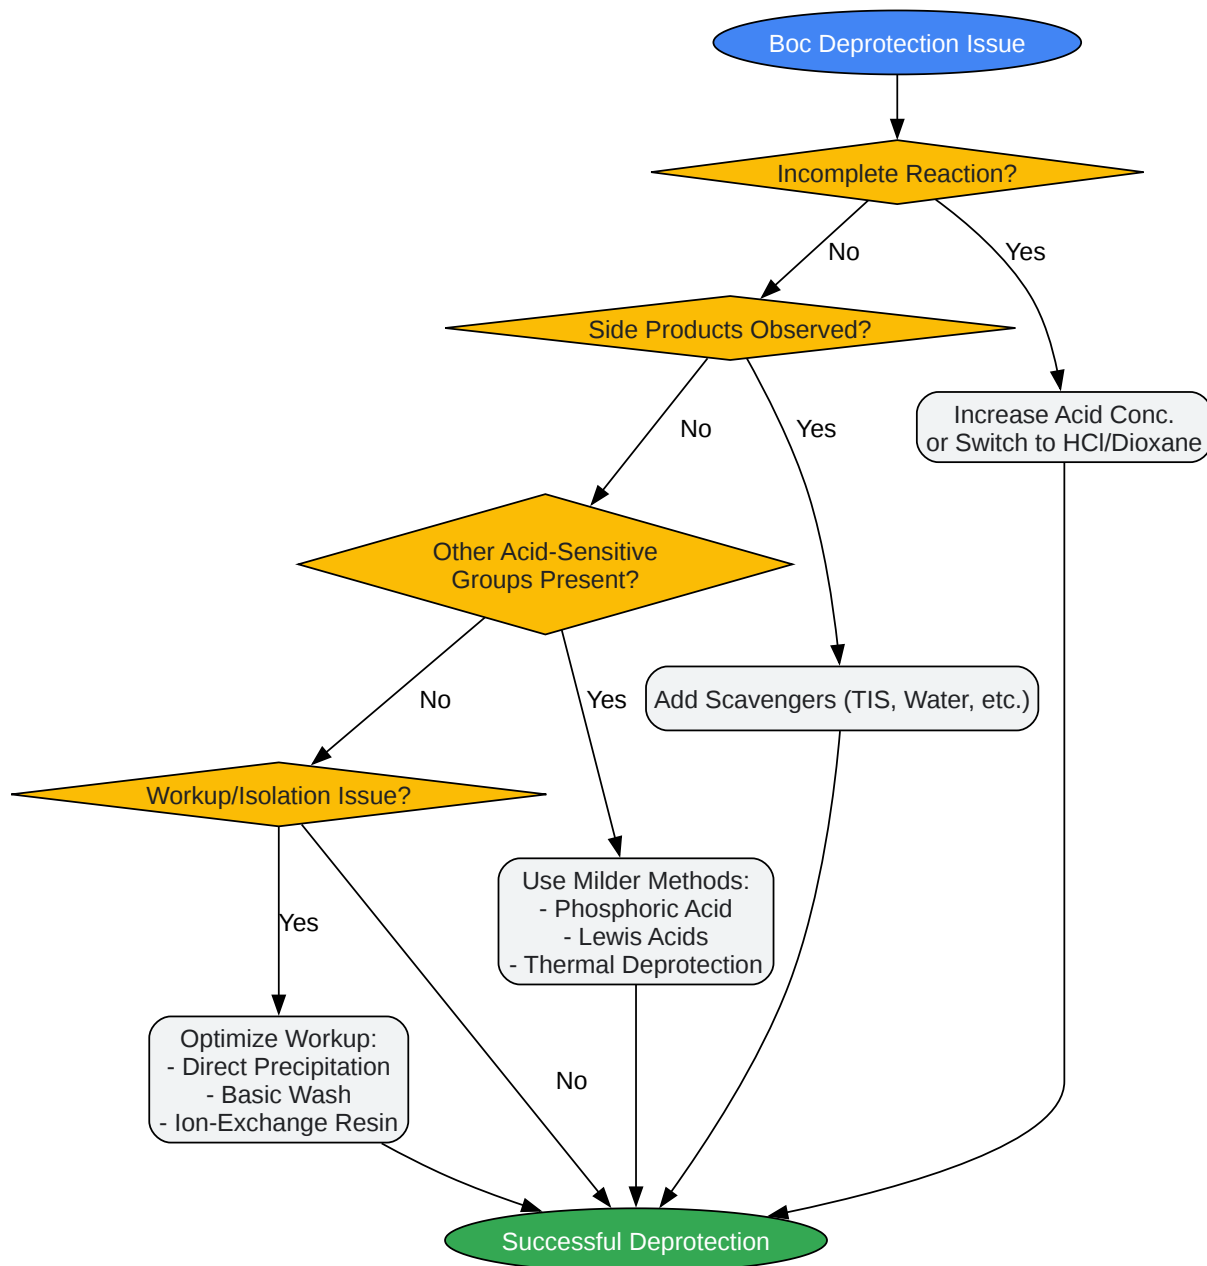 Boc Deprotection Issue
Incomplete Reaction?
No
Yes
Side Products Observed?
Increase Acid Conc.
or Switch to HCl/Dioxane
No
Yes
Other Acid-Sensitive
Groups Present?
No
Yes
Add Scavengers (TIS, Water, etc.)
Workup/Isolation Issue?
Use Milder Methods:
- Phosphoric Acid
- Lewis Acids
- Thermal Deprotection
Yes
Optimize Workup:
- Direct Precipitation
- Basic Wash
- Ion-Exchange Resin
No
Successful Deprotection